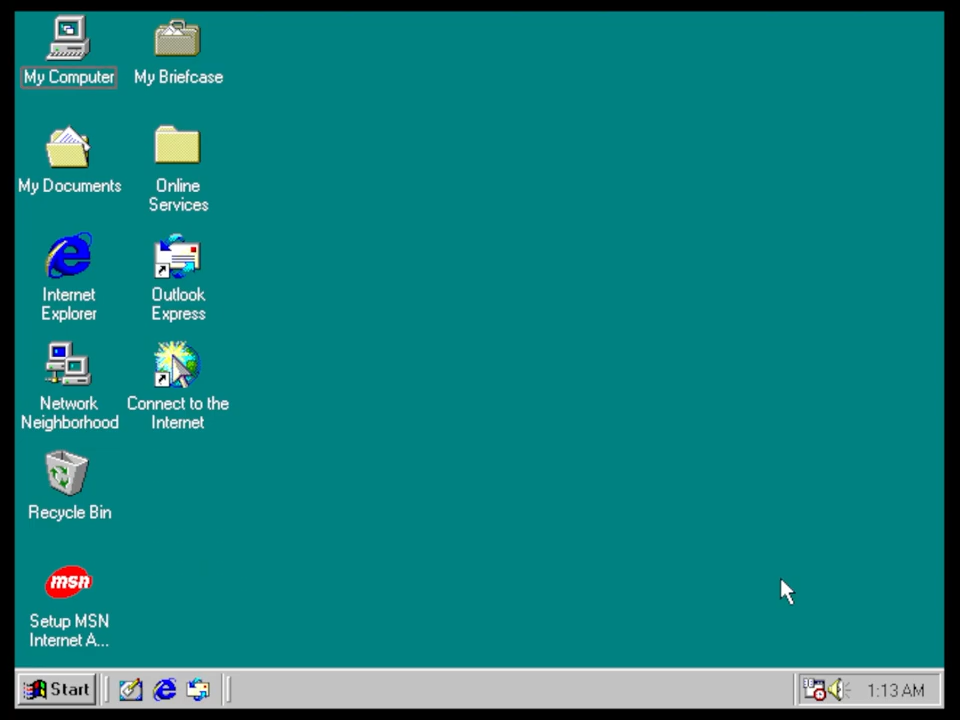 My Computer
My Briefcase
My Documents
Online
Services
Internet
Explorer
Outlook
Express
Network
Neighborhood
Connect to the
Internet
Recycle Bin
msn
Setup MSN
Internet A...
Start
1:13 AM